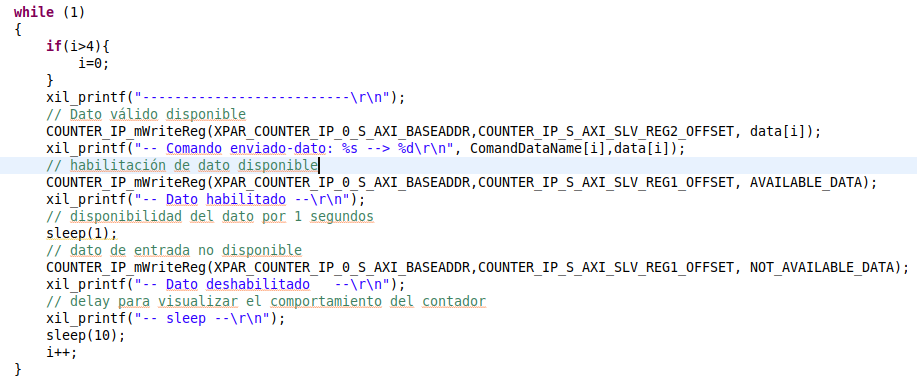 while (1)
{
    if(i>4){
        i=0;
    }
    xil_printf("--------------------------\r\n");
    // Dato válido disponible
    COUNTER_IP_mWriteReg(XPAR_COUNTER_IP_0_S_AXI_BASEADDR,COUNTER_IP_S_AXI_SLV_REG2_OFFSET, data[i]);
    xil_printf("-- Comando enviado-dato: %s --> %d\r\n", ComandDataName[i],data[i]);
    // habilitación de dato disponible
    COUNTER_IP_mWriteReg(XPAR_COUNTER_IP_0_S_AXI_BASEADDR,COUNTER_IP_S_AXI_SLV_REG1_OFFSET, AVAILABLE_DATA);
    xil_printf("-- Dato habilitado --\r\n");
    // disponibilidad del dato por 1 segundos
    sleep(1);
    // dato de entrada no disponible
    COUNTER_IP_mWriteReg(XPAR_COUNTER_IP_0_S_AXI_BASEADDR,COUNTER_IP_S_AXI_SLV_REG1_OFFSET, NOT_AVAILABLE_DATA);
    xil_printf("-- Dato deshabilitado   --\r\n");
    // delay para visualizar el comportamiento del contador
    xil_printf("-- sleep --\r\n");
    sleep(10);
    i++;
}